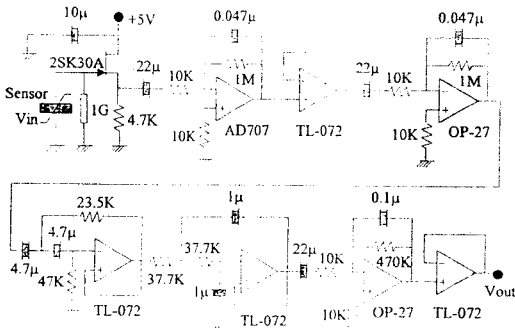 10μ
+5V
2SK30A
22μ
Sensor
Vin
1G
4.7K
0.047μ
10K
1M
10K
AD707
TL-072
22μ
10K
0.047μ
1M
10K
OP-27
23.5K
4.7μ
4.7μ
47K
TL-072
37.7K
37.7K
1μ
1μ
TL-072
22μ
10K
0.1μ
470K
10K
OP-27
TL-072
Vout